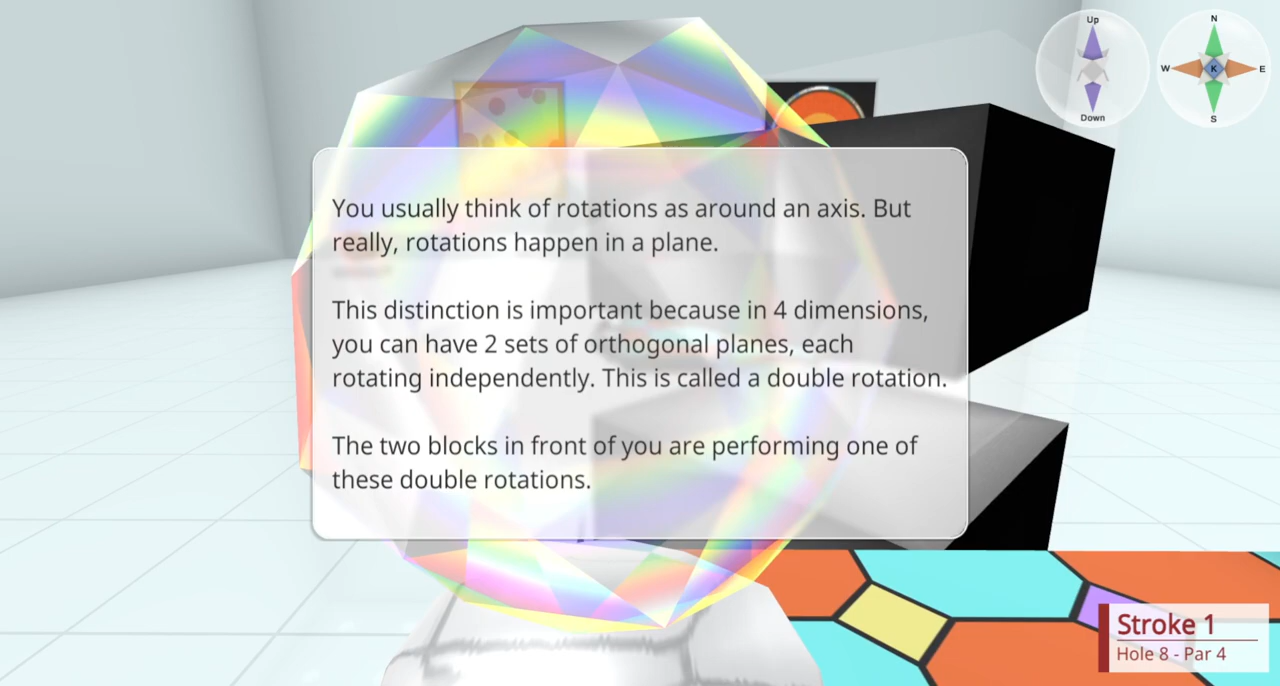 Up
Down
N
W
K
E
S
You usually think of rotations as around an axis. But
really, rotations happen in a plane.
This distinction is important because in 4 dimensions,
you can have 2 sets of orthogonal planes, each
rotating independently. This is called a double rotation.
The two blocks in front of you are performing one of
these double rotations.
Stroke 1
Hole 8 - Par 4